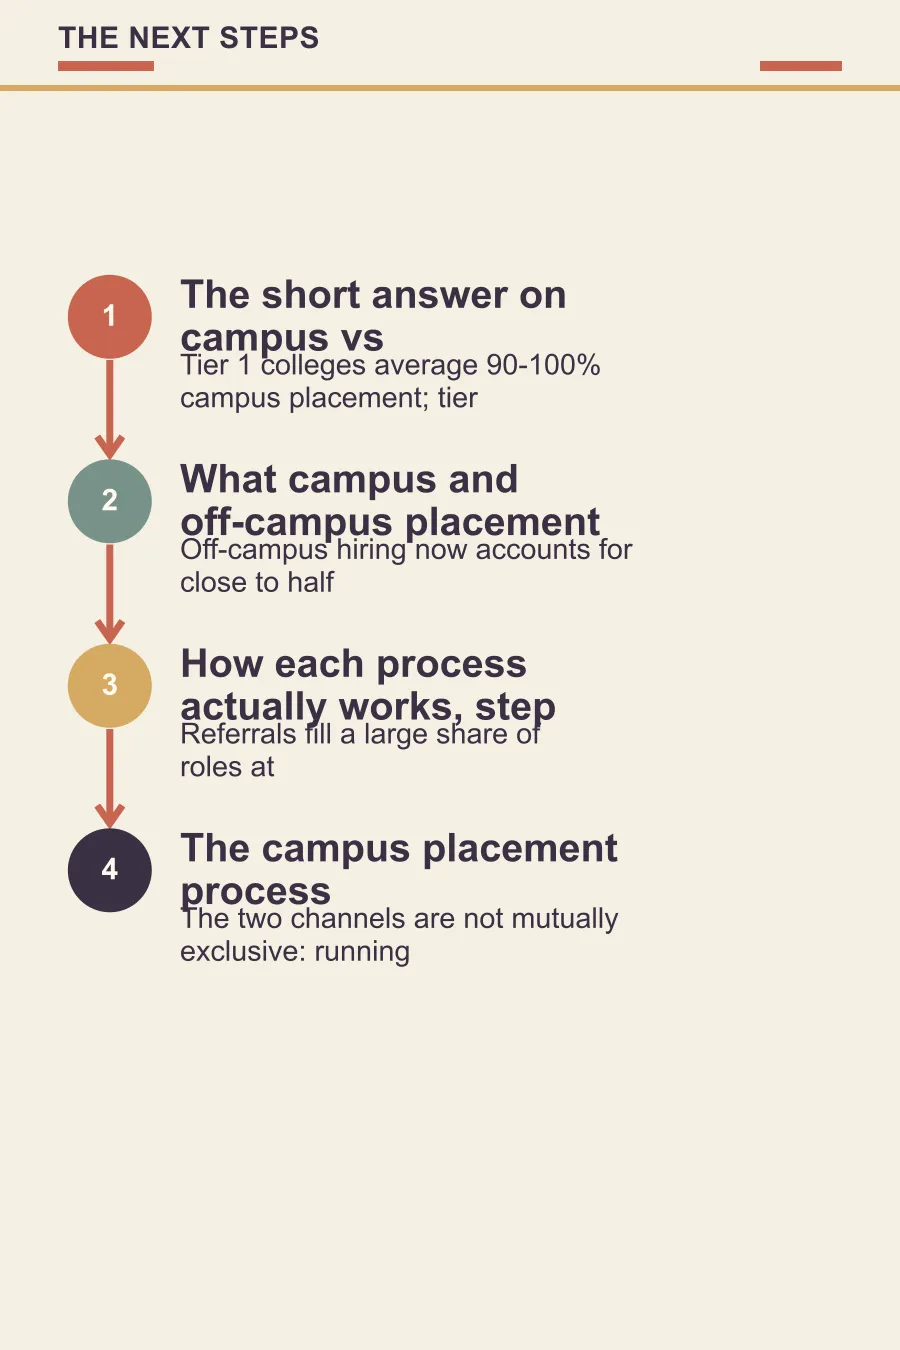 THE NEXT STEPS
1
The short answer on
campus vs
Tier 1 colleges average 90-100%
campus placement; tier
2
What campus and
off-campus placement
Off-campus hiring now accounts for
close to half
3
How each process
actually works, step
Referrals fill a large share of
roles at
4
The campus placement
process
The two channels are not mutually
exclusive: running